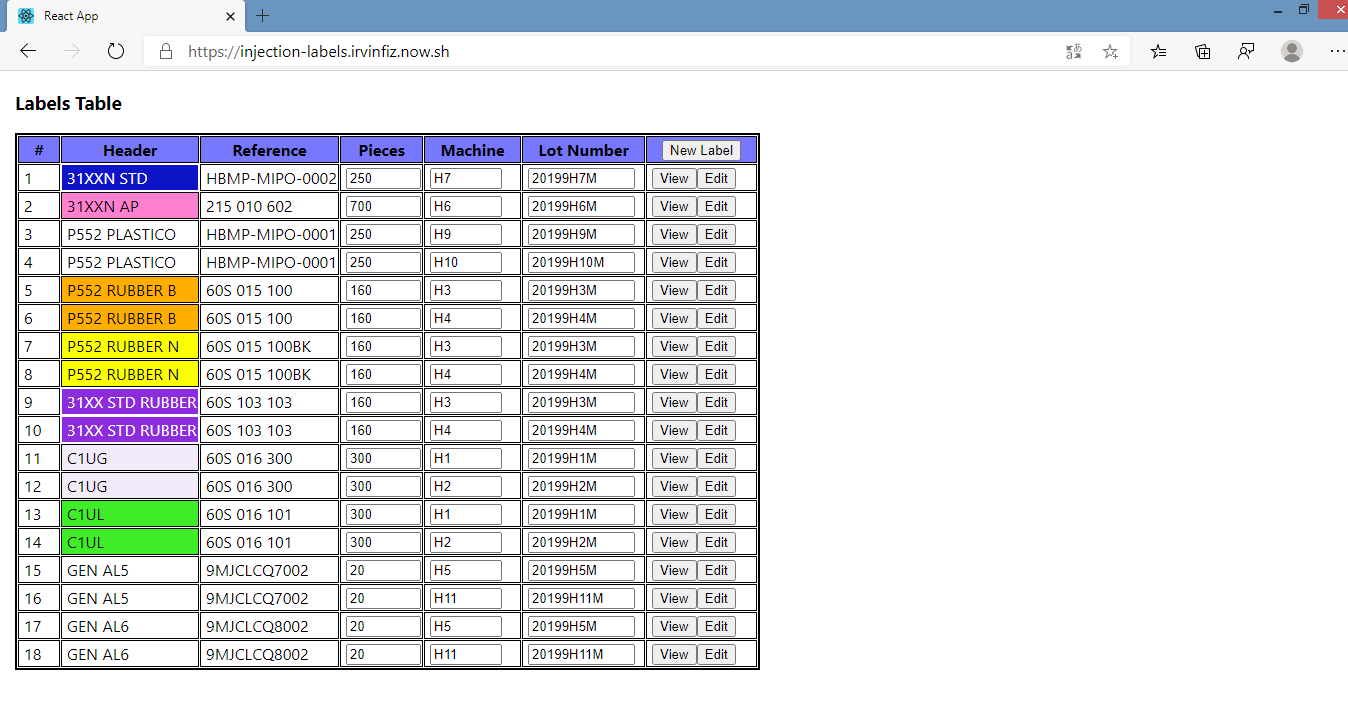 React App
https://injection-labels.irvinfiz.now.sh
Labels Table
# Header Reference Pieces Machine Lot Number New Label
1 31XXN STD HBMP-MIPO-0002 250 H7 20199H7M View Edit
2 31XXN AP 215 010 602 700 H6 20199H6M View Edit
3 P552 PLASTICO HBMP-MIPO-0001 250 H9 20199H9M View Edit
4 P552 PLASTICO HBMP-MIPO-0001 250 H10 20199H10M View Edit
5 P552 RUBBER B 60S 015 100 160 H3 20199H3M View Edit
6 P552 RUBBER B 60S 015 100 160 H4 20199H4M View Edit
7 P552 RUBBER N 60S 015 100BK 160 H3 20199H3M View Edit
8 P552 RUBBER N 60S 015 100BK 160 H4 20199H4M View Edit
9 31XX STD RUBBER 60S 103 103 160 H3 20199H3M View Edit
10 31XX STD RUBBER 60S 103 103 160 H4 20199H4M View Edit
11 C1UG 60S 016 300 300 H1 20199H1M View Edit
12 C1UG 60S 016 300 300 H2 20199H2M View Edit
13 C1UL 60S 016 101 300 H1 20199H1M View Edit
14 C1UL 60S 016 101 300 H2 20199H2M View Edit
15 GEN AL5 9MJCLCQ7002 20 H5 20199H5M View Edit
16 GEN AL5 9MJCLCQ7002 20 H11 20199H11M View Edit
17 GEN AL6 9MJCLCQ8002 20 H5 20199H5M View Edit
18 GEN AL6 9MJCLCQ8002 20 H11 20199H11M View Edit